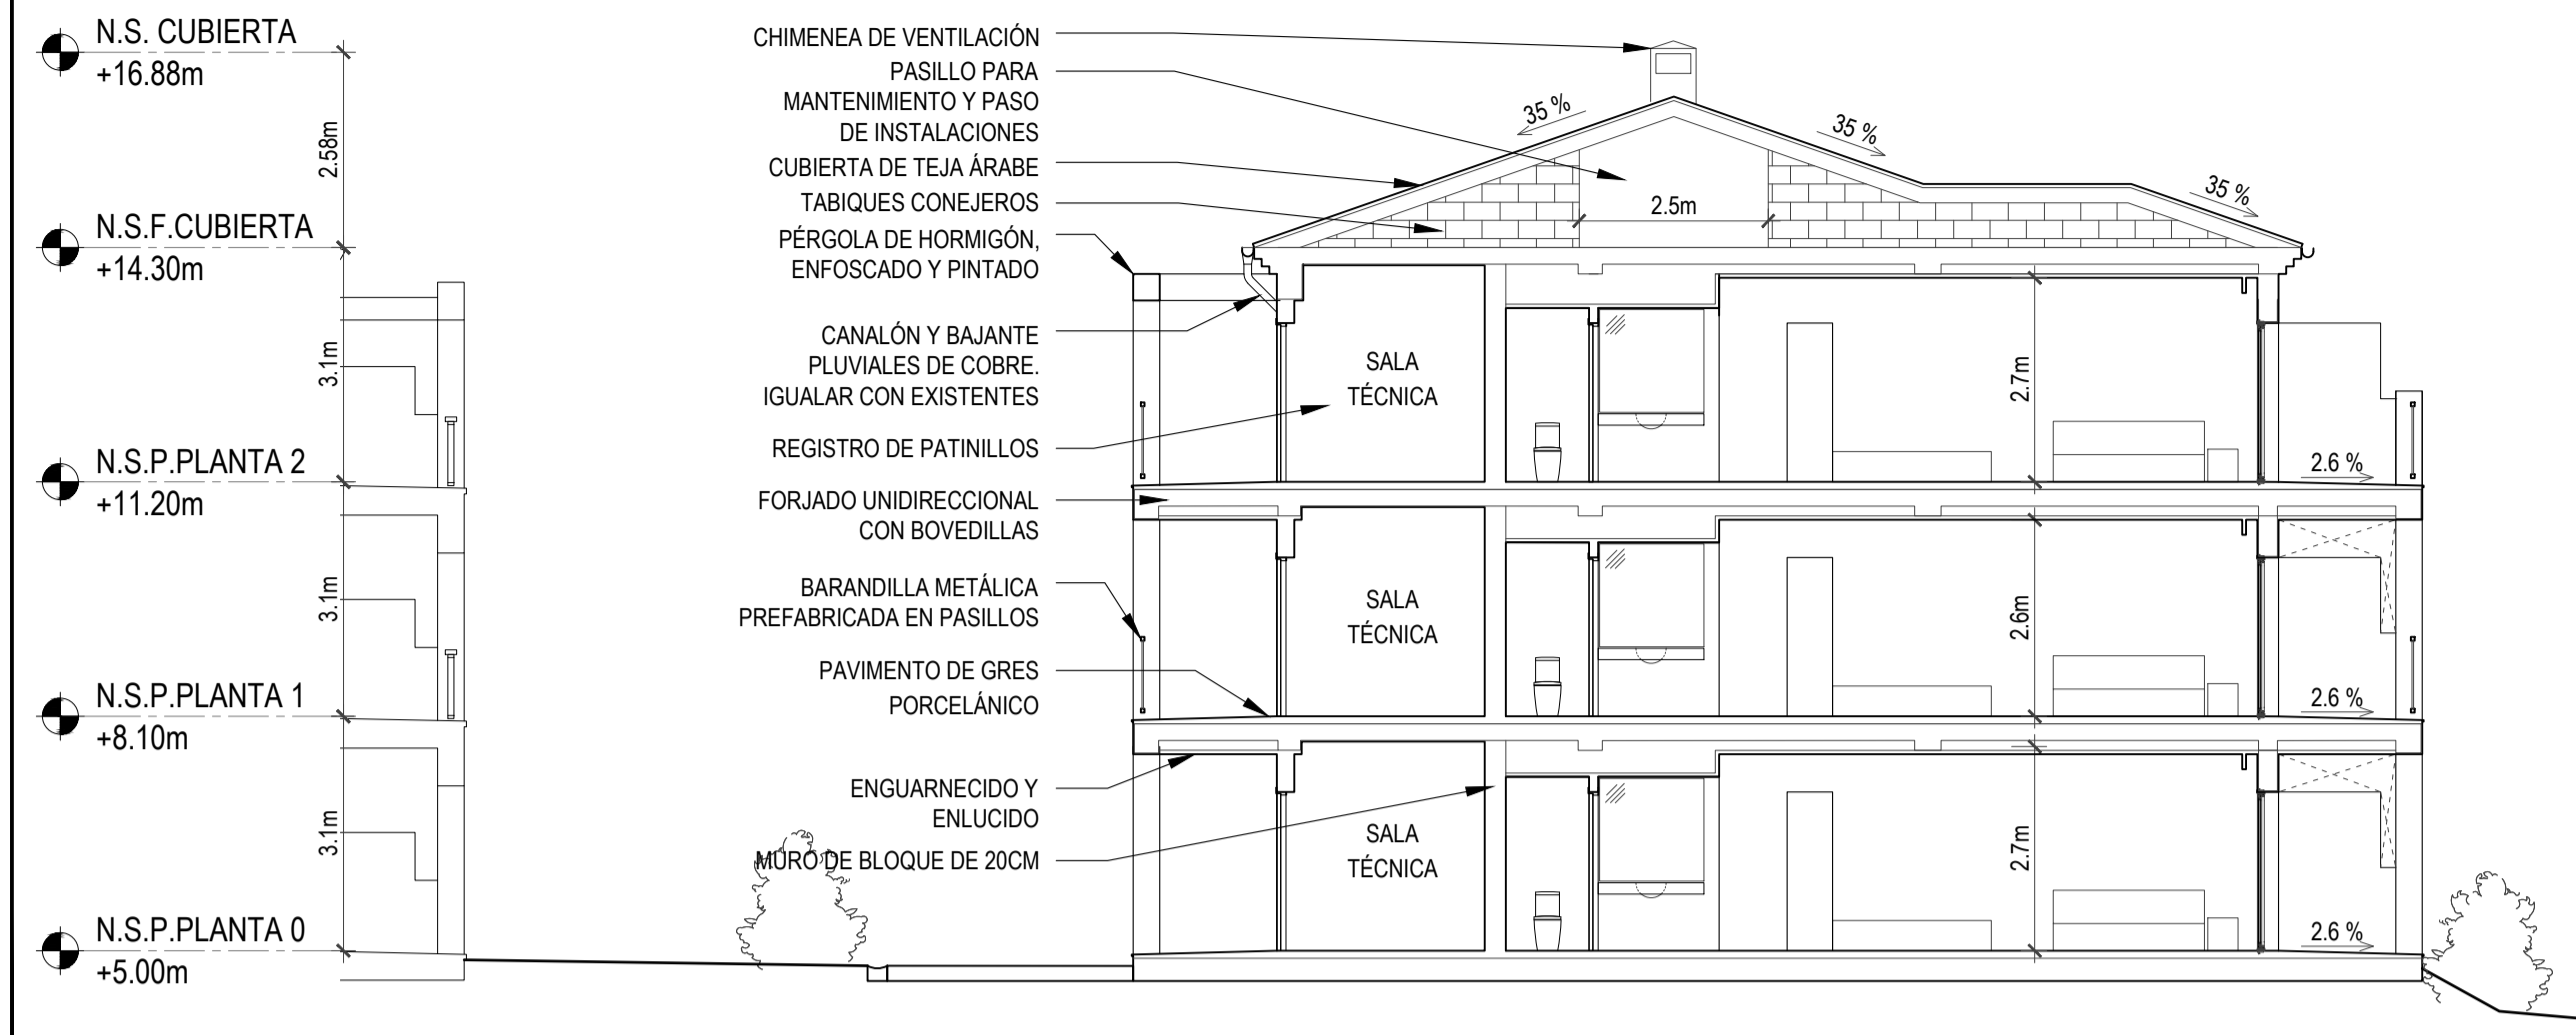 N.S. CUBIERTA
+16.88m
2.58m
N.S.F.CUBIERTA
+14.30m
3.1m
N.S.P.PLANTA 2
+11.20m
3.1m
N.S.P.PLANTA 1
+8.10m
3.1m
N.S.P.PLANTA 0
+5.00m
CHIMENEA DE VENTILACIÓN
PASILLO PARA
MANTENIMIENTO Y PASO
DE INSTALACIONES
CUBIERTA DE TEJA ÁRABE
TABIQUES CONEJEROS
PÉRGOLA DE HORMIGÓN,
ENFOSCADO Y PINTADO
CANALÓN Y BAJANTE
PLUVIALES DE COBRE.
IGUALAR CON EXISTENTES
REGISTRO DE PATINILLOS
FORJADO UNIDIRECCIONAL
CON BOVEDILLAS
BARANDILLA METÁLICA
PREFABRICADA EN PASILLOS
PAVIMENTO DE GRES
PORCELÁNICO
ENGUARNECIDO Y
ENLUCIDO
MURO DE BLOQUE DE 20CM
35 %
35 %
35 %
2.5m
SALA
TÉCNICA
2.7m
2.6 %
SALA
TÉCNICA
2.6m
2.6 %
SALA
TÉCNICA
2.7m
2.6 %